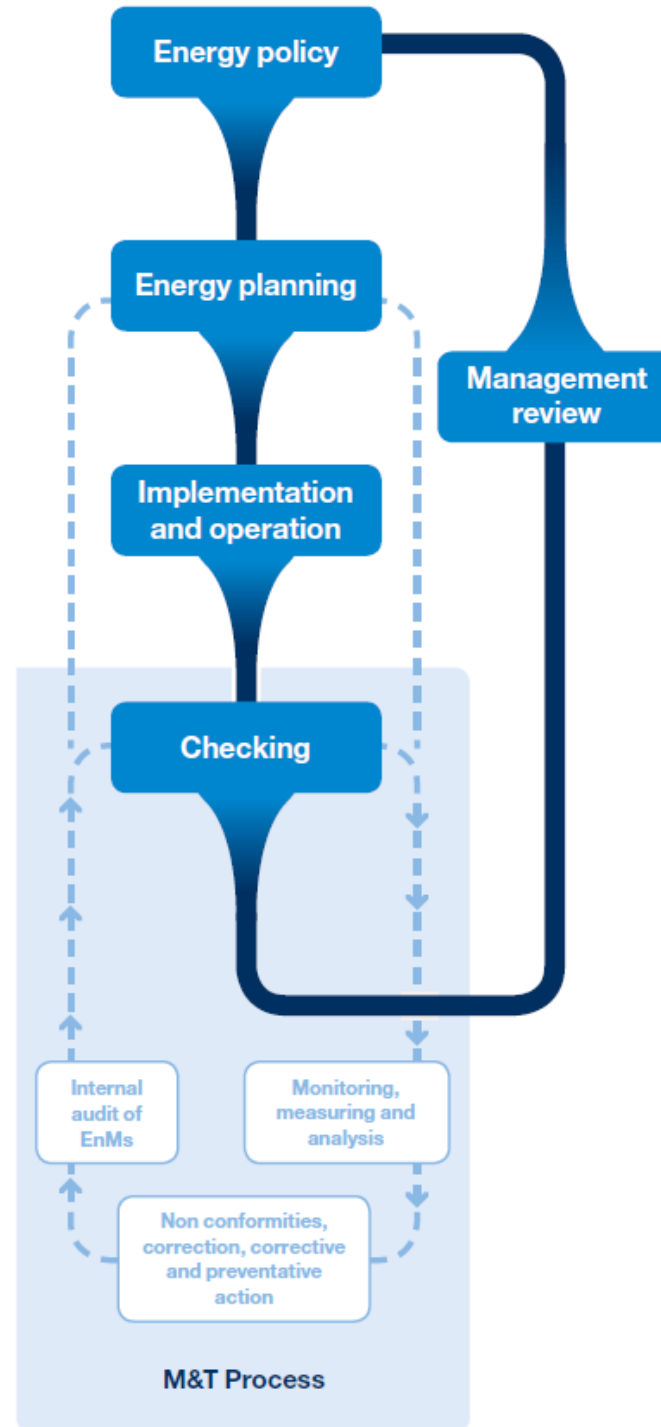 Energy policy
Energy planning
Management
review
Implementation
and operation
Checking
Internal
audit of
EnMs
Monitoring,
measuring and
analysis
Non conformities,
correction, corrective
and preventative
action
M&T Process